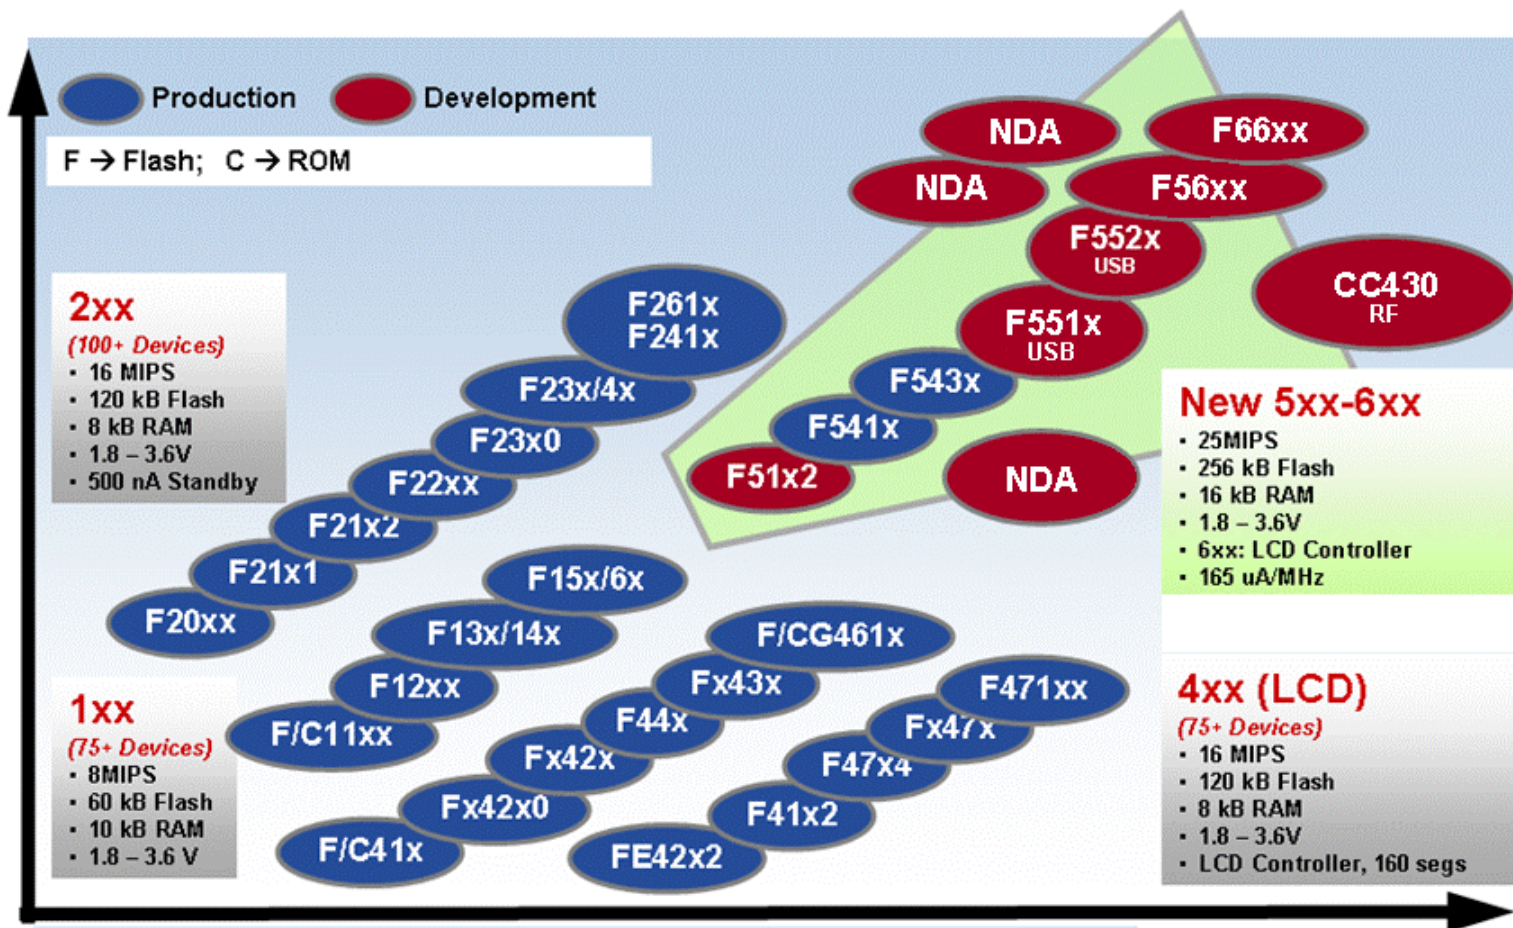 Production
Development
F → Flash; C → ROM
NDA
F66xx
NDA
F56xx
F552x
USB
CC430
RF
F551x
USB
F261x
F241x
F23x/4x
F543x
F23x0
F541x
F22xx
F51x2
NDA
F21x2
F21x1
F20xx
2xx
(100+ Devices)
• 16 MIPS
• 120 kB Flash
• 8 kB RAM
• 1.8 – 3.6V
• 500 nA Standby
New 5xx-6xx
• 25MIPS
• 256 kB Flash
• 16 kB RAM
• 1.8 – 3.6V
• 6xx: LCD Controller
• 165 uA/MHz
F15x/6x
F13x/14x
F12xx
F/C11xx
F/CG461x
Fx43x
F44x
Fx42x
Fx42x0
F/C41x
F471xx
Fx47x
F47x4
F41x2
FE42x2
1xx
(75+ Devices)
• 8MIPS
• 60 kB Flash
• 10 kB RAM
• 1.8 – 3.6 V
4xx (LCD)
(75+ Devices)
• 16 MIPS
• 120 kB Flash
• 8 kB RAM
• 1.8 – 3.6V
• LCD Controller, 160 segs